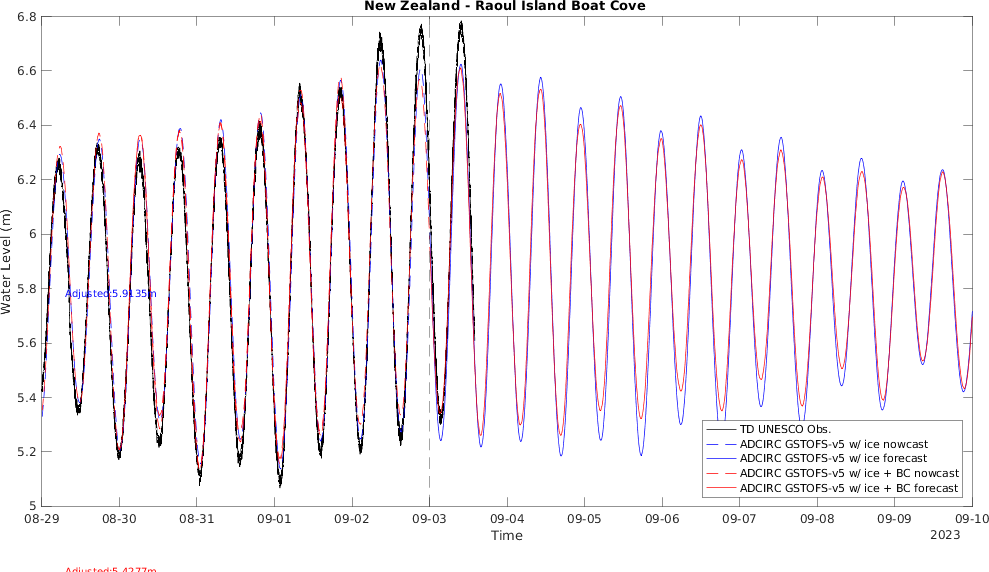 New Zealand - Raoul Island Boat Cove
6.8
6.6
6.4
6.2
6
5.8
5.6
5.4
5.2
5
Water Level (m)
Adjusted:5.9135m
TD UNESCO Obs.
ADCIRC GSTOFS-v5 w/ ice nowcast
ADCIRC GSTOFS-v5 w/ ice forecast
ADCIRC GSTOFS-v5 w/ ice + BC nowcast
ADCIRC GSTOFS-v5 w/ ice + BC forecast
08-29 08-30 08-31 09-01 09-02 09-03 09-04 09-05 09-06 09-07 09-08 09-09 09-10
Time
2023
Adjusted:5.4277m